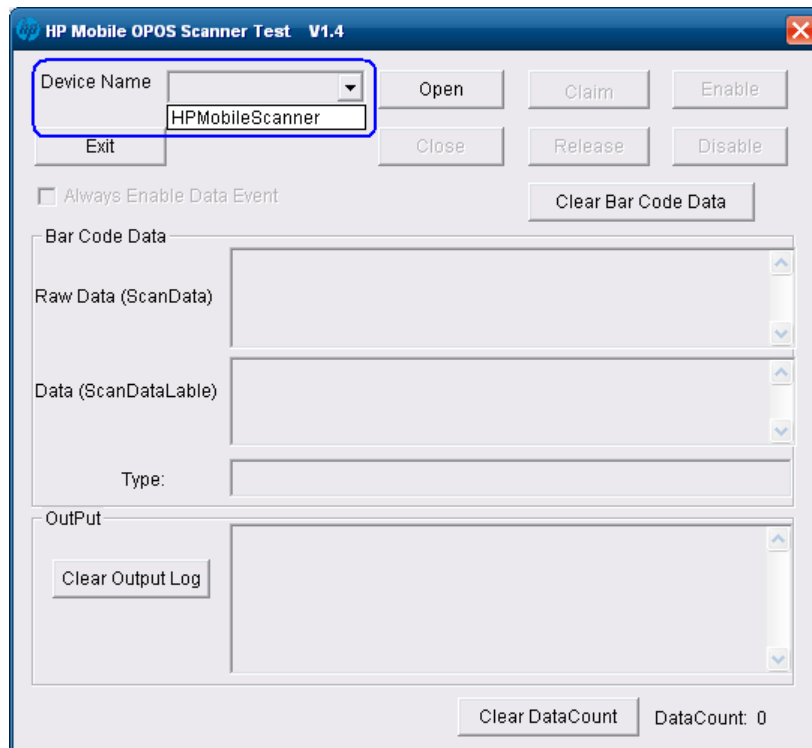 HP Mobile OPOS Scanner Test V1.4
Device Name
Open
Claim
Enable
HPMobileScanner
Exit
Close
Release
Disable
Always Enable Data Event
Clear Bar Code Data
Bar Code Data
Raw Data (ScanData)
Data (ScanDataLable)
Type:
OutPut
Clear Output Log
Clear DataCount
DataCount: 0